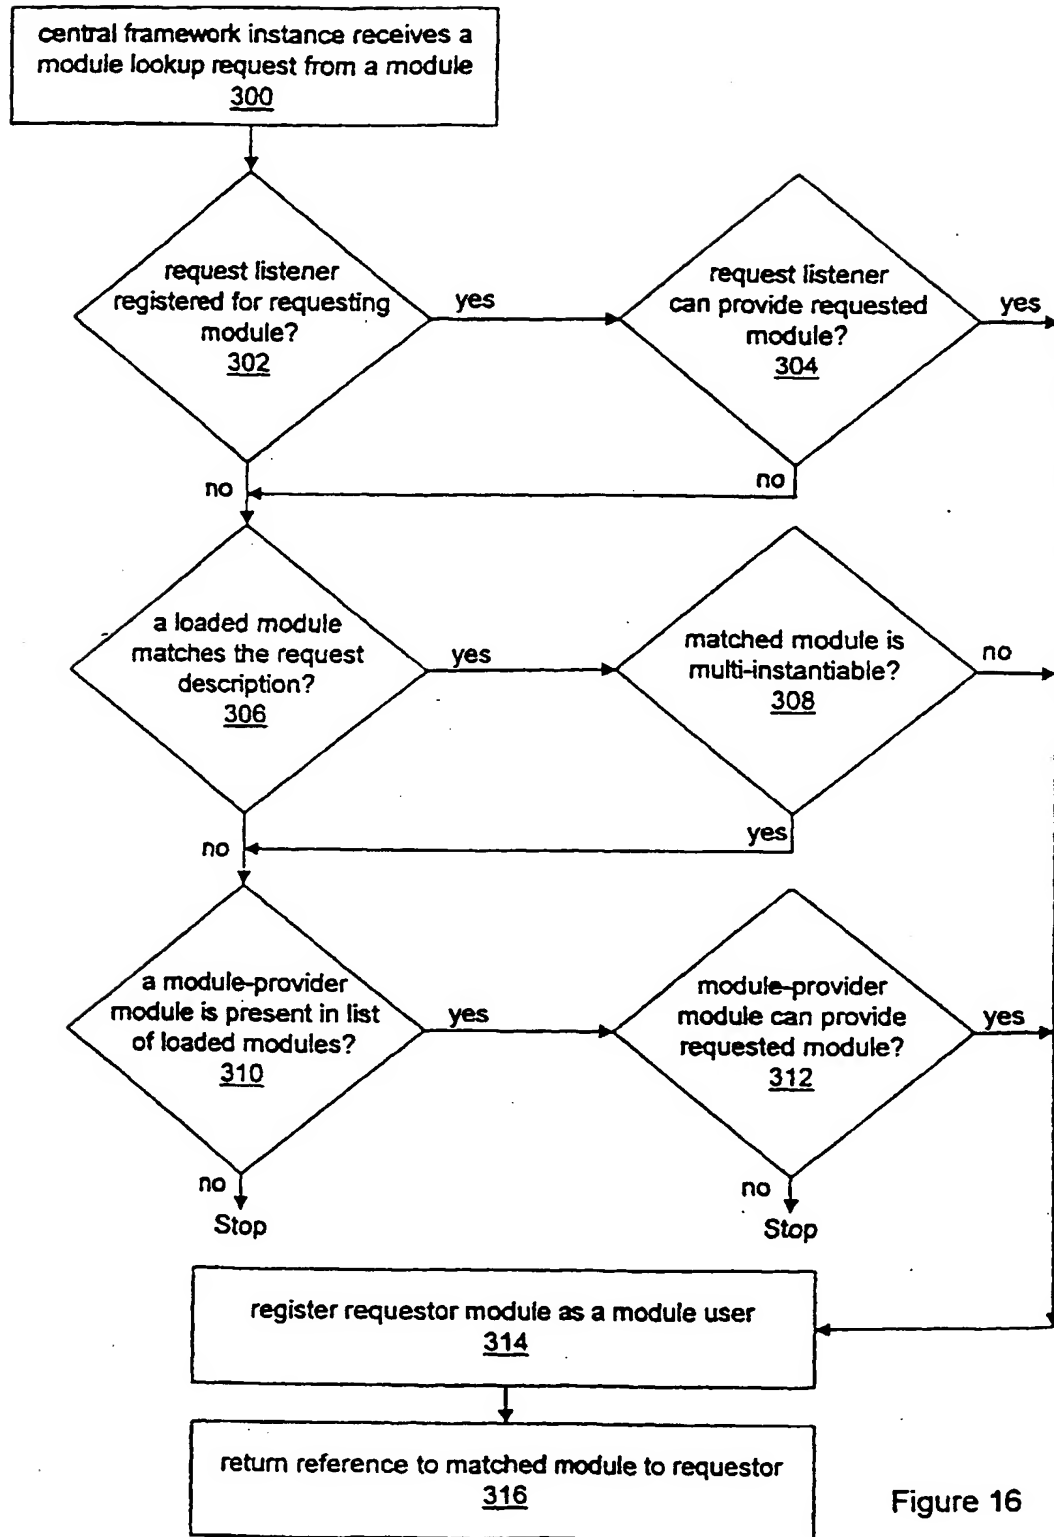 central framework instance receives a
module lookup request from a module
300
request listener
registered for requesting
module?
302
yes
request listener
can provide requested
module?
304
yes
no
no
a loaded module
matches the request
description?
306
yes
matched module is
multi-instantiable?
308
no
no
yes
a module-provider
module is present in list
of loaded modules?
310
yes
module-provider
module can provide
requested module?
312
yes
no
Stop
no
Stop
register requestor module as a module user
314
return reference to matched module to requestor
316
Figure 16